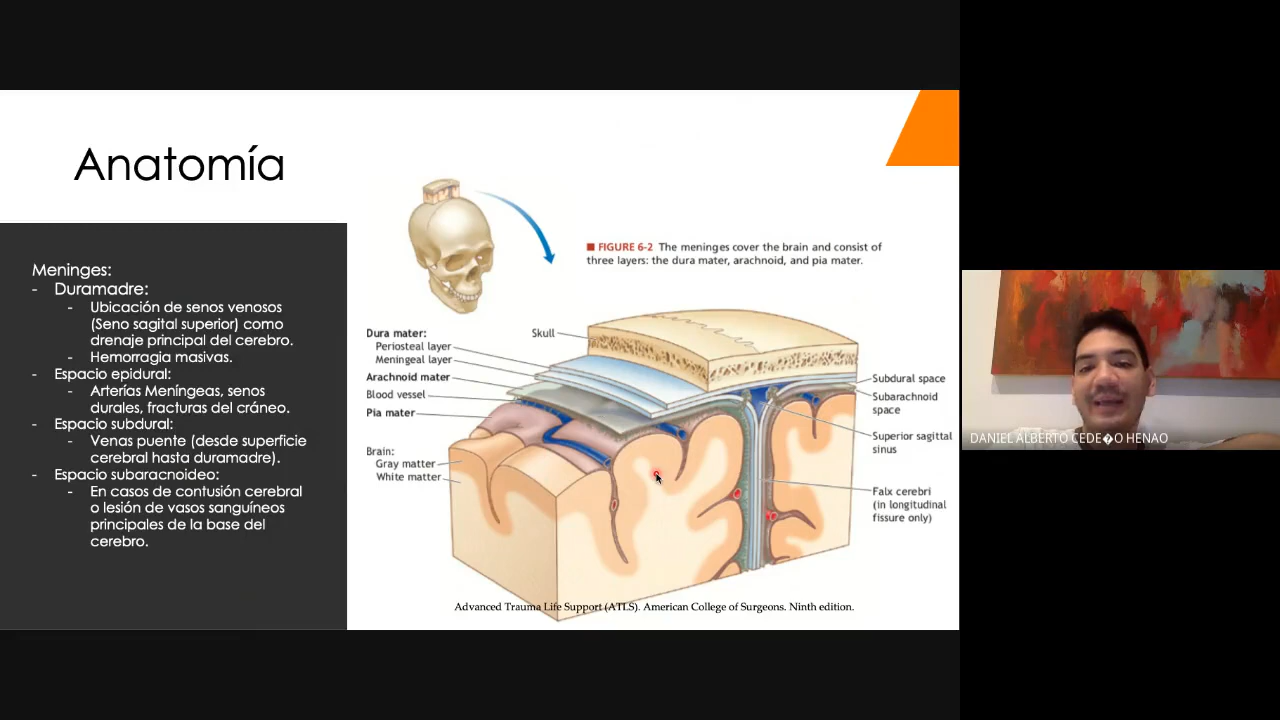 Anatomía
Meninges:
- Duramadre:
- Ubicación de senos venosos
(Seno sagital superior) como
drenaje principal del cerebro.
- Hemorragia masivas.
- Espacio epidural:
- Arterías Meníngeas, senos
durales, fracturas del cráneo.
- Espacio subdural:
- Venas puente (desde superficie
cerebral hasta duramadre).
- Espacio subaracnoideo:
- En casos de contusión cerebral
o lesión de vasos sanguíneos
principales de la base del
cerebro.
■ FIGURE 6-2 The meninges cover the brain and consist of
three layers: the dura mater, arachnoid, and pia mater.
Skull
Dura mater:
Periosteal layer
Meningeal layer
Arachnoid mater
Blood vessel
Pia mater
Brain:
Gray matter
White matter
Subdural space
Subarachnoid
space
Superior sagittal
sinus
Falx cerebri
(in longitudinal
fissure only)
Advanced Trauma Life Support (ATLS). American College of Surgeons. Ninth edition.
DANIEL ALBERTO CEDE�O HENAO